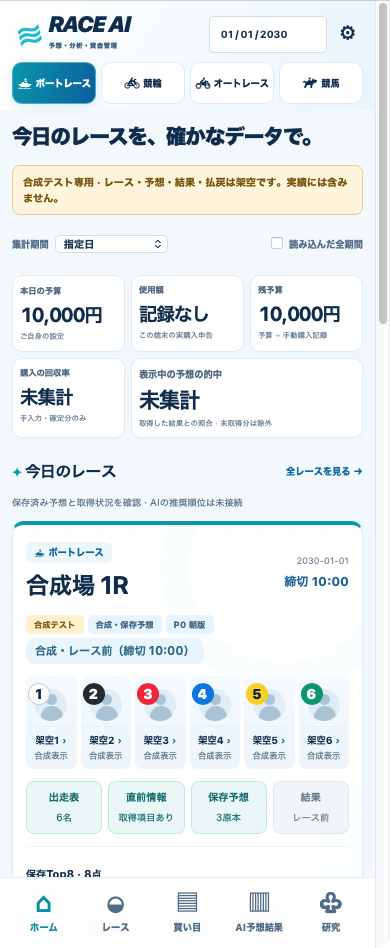 RACE AI
予想・分析・資金管理
01/01/2030
ボートレース
競輪
オートレース
競馬
今日のレースを、確かなデータで。
合成テスト専用・レース・予想・結果・払戻は架空です。実績には含み
ません。
集計期間
指定日
読み込んだ全期間
本日の予算
10,000円
ご自身の設定
使用額
記録なし
この端末の実購入申告
残予算
10,000円
予算 − 手動購入記録
購入の回収率
未集計
手入力・確定分のみ
表示中の予想の的中
未集計
取得した結果との照合・未取得分は除外
今日のレース
全レースを見る →
保存済み予想と取得状況を確認・AIの推奨順位は未接続
ボートレース
2030-01-01
合成場 1R
締切 10:00
合成テスト
合成・保存予想
P0 朝版
合成・レース前（締切 10:00）
1
2
3
4
5
6
架空1 ›
架空2 ›
架空3 ›
架空4 ›
架空5 ›
架空6 ›
合成表示
合成表示
合成表示
合成表示
合成表示
合成表示
出走表
6名
直前情報
取得項目あり
保存予想
3原本
結果
レース前
保存Top8・8点
ホーム
レース
買い目
AI予想結果
研究